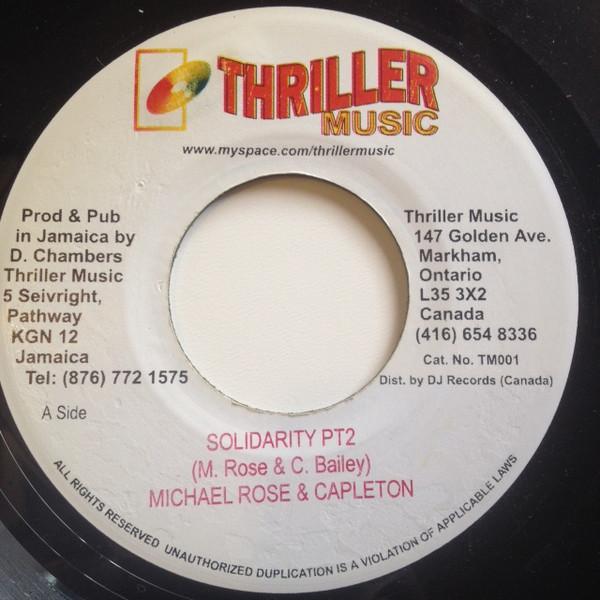 THRILLER
MUSIC
www.myspace.com/thrillermusic
Prod & Pub
in Jamaica by
D. Chambers
Thriller Music
5 Seivright,
Pathway
KGN 12
Jamaica
Tel: (876) 772 1575
Thriller Music
147 Golden Ave.
Markham,
Ontario
L35 3X2
Canada
(416) 654 8336
Cat. No. TM001
Dist. by DJ Records (Canada)
A Side
SOLIDARITY PT2
(M. Rose & C. Bailey)
MICHAEL ROSE & CAPLETON
ALL RIGHTS RESERVED UNAUTHORIZED DUPLICATION IS A VIOLATION OF APPLICABLE LAWS